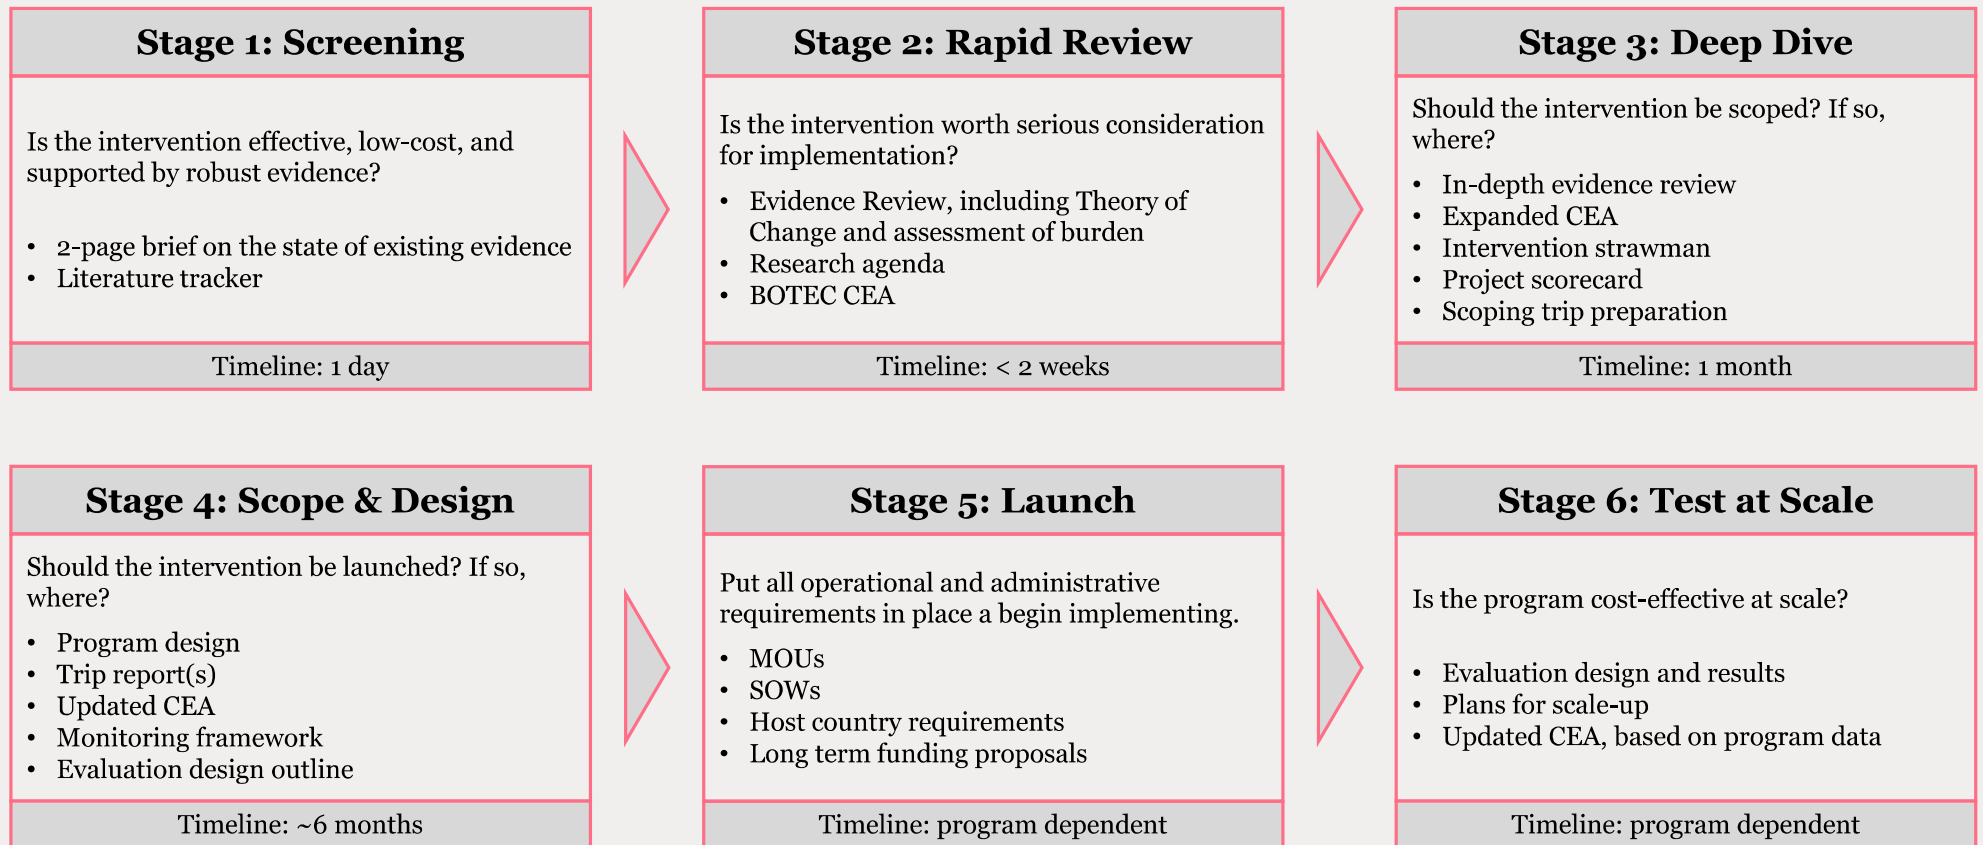 Stage 1: Screening
Is the intervention effective, low-cost, and
supported by robust evidence?
• 2-page brief on the state of existing evidence
• Literature tracker
Timeline: 1 day
Stage 2: Rapid Review
Is the intervention worth serious consideration
for implementation?
• Evidence Review, including Theory of
Change and assessment of burden
• Research agenda
• BOTEC CEA
Timeline: < 2 weeks
Stage 3: Deep Dive
Should the intervention be scoped? If so,
where?
• In-depth evidence review
• Expanded CEA
• Intervention strawman
• Project scorecard
• Scoping trip preparation
Timeline: 1 month
Stage 4: Scope & Design
Should the intervention be launched? If so,
where?
• Program design
• Trip report(s)
• Updated CEA
• Monitoring framework
• Evaluation design outline
Timeline: ~6 months
Stage 5: Launch
Put all operational and administrative
requirements in place a begin implementing.
• MOUs
• SOWs
• Host country requirements
• Long term funding proposals
Timeline: program dependent
Stage 6: Test at Scale
Is the program cost-effective at scale?
• Evaluation design and results
• Plans for scale-up
• Updated CEA, based on program data
Timeline: program dependent